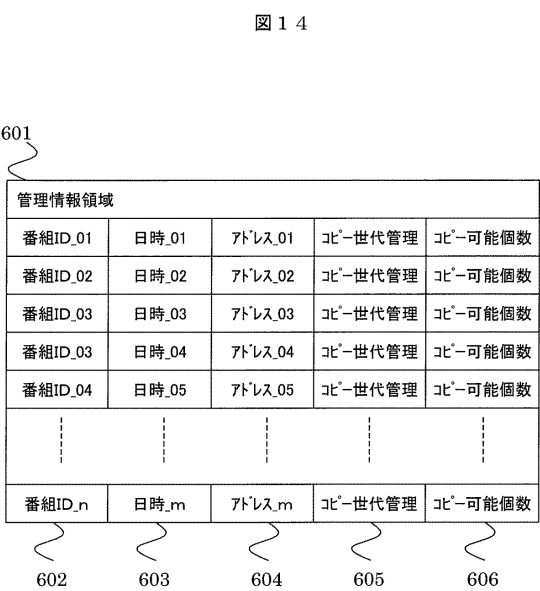 図１４
601
管理情報領域
番組ID_01 日時_01 ｱﾄﾞﾚｽ_01 ｺﾋﾟｰ世代管理 ｺﾋﾟｰ可能個数
番組ID_02 日時_02 ｱﾄﾞﾚｽ_02 ｺﾋﾟｰ世代管理 ｺﾋﾟｰ可能個数
番組ID_03 日時_03 ｱﾄﾞﾚｽ_03 ｺﾋﾟｰ世代管理 ｺﾋﾟｰ可能個数
番組ID_03 日時_04 ｱﾄﾞﾚｽ_04 ｺﾋﾟｰ世代管理 ｺﾋﾟｰ可能個数
番組ID_04 日時_05 ｱﾄﾞﾚｽ_05 ｺﾋﾟｰ世代管理 ｺﾋﾟｰ可能個数
番組ID_n 日時_m ｱﾄﾞﾚｽ_m ｺﾋﾟｰ世代管理 ｺﾋﾟｰ可能個数
602 603 604 605 606